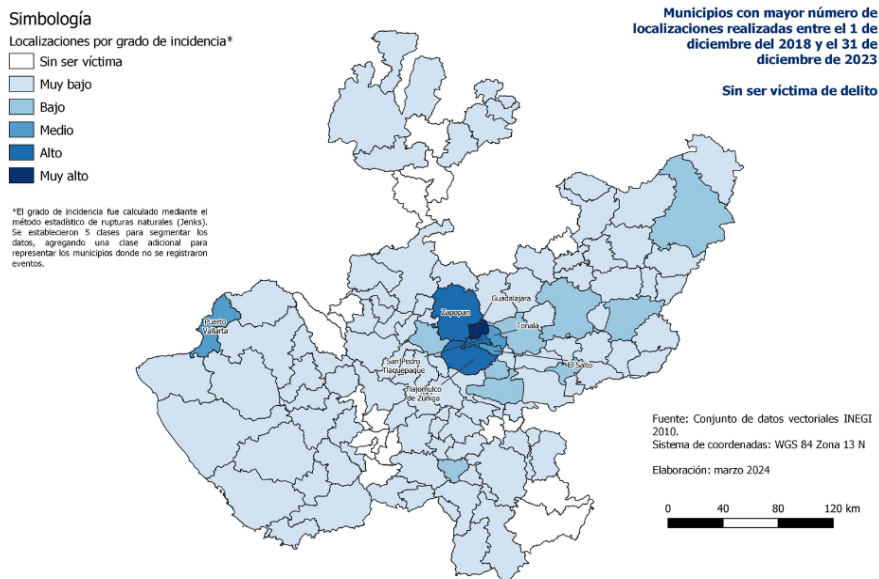 Simbología
Localizaciones por grado de incidencia*
Sin ser víctima
Muy bajo
Bajo
Medio
Alto
Muy alto
*El grado de incidencia fue calculado mediante el
método estadístico de rupturas naturales (Jenks).
Se establecieron 5 clases para segmentar los
datos, agregando una clase adicional para
representar los municipios donde no se registraron
eventos.
Municipios con mayor número de
localizaciones realizadas entre el 1 de
diciembre del 2018 y el 31 de
diciembre de 2023
Sin ser víctima de delito
Guadalajara
Zapopan
Tonalá
Puerto
Vallarta
San Pedro
Tlaquepaque
El Salto
Tlajomulco
de Zúñiga
Fuente: Conjunto de datos vectoriales INEGI
2010.
Sistema de coordenadas: WGS 84 Zona 13 N
Elaboración: marzo 2024
0 40 80 120 km